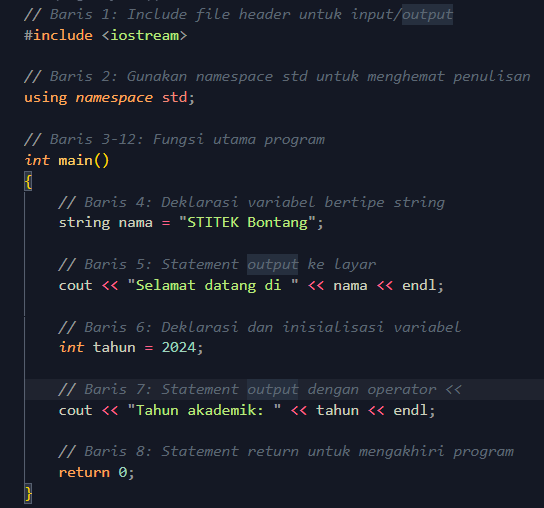 // Baris 1: Include file header untuk input/output
#include <iostream>
// Baris 2: Gunakan namespace std untuk menghemat penulisan
using namespace std;
// Baris 3-12: Fungsi utama program
int main()
{
// Baris 4: Deklarasi variabel bertipe string
string nama = "STITEK Bontang";
// Baris 5: Statement output ke layar
cout << "Selamat datang di " << nama << endl;
// Baris 6: Deklarasi dan inisialisasi variabel
int tahun = 2024;
// Baris 7: Statement output dengan operator <<
cout << "Tahun akademik: " << tahun << endl;
// Baris 8: Statement return untuk mengakhiri program
return 0;
}